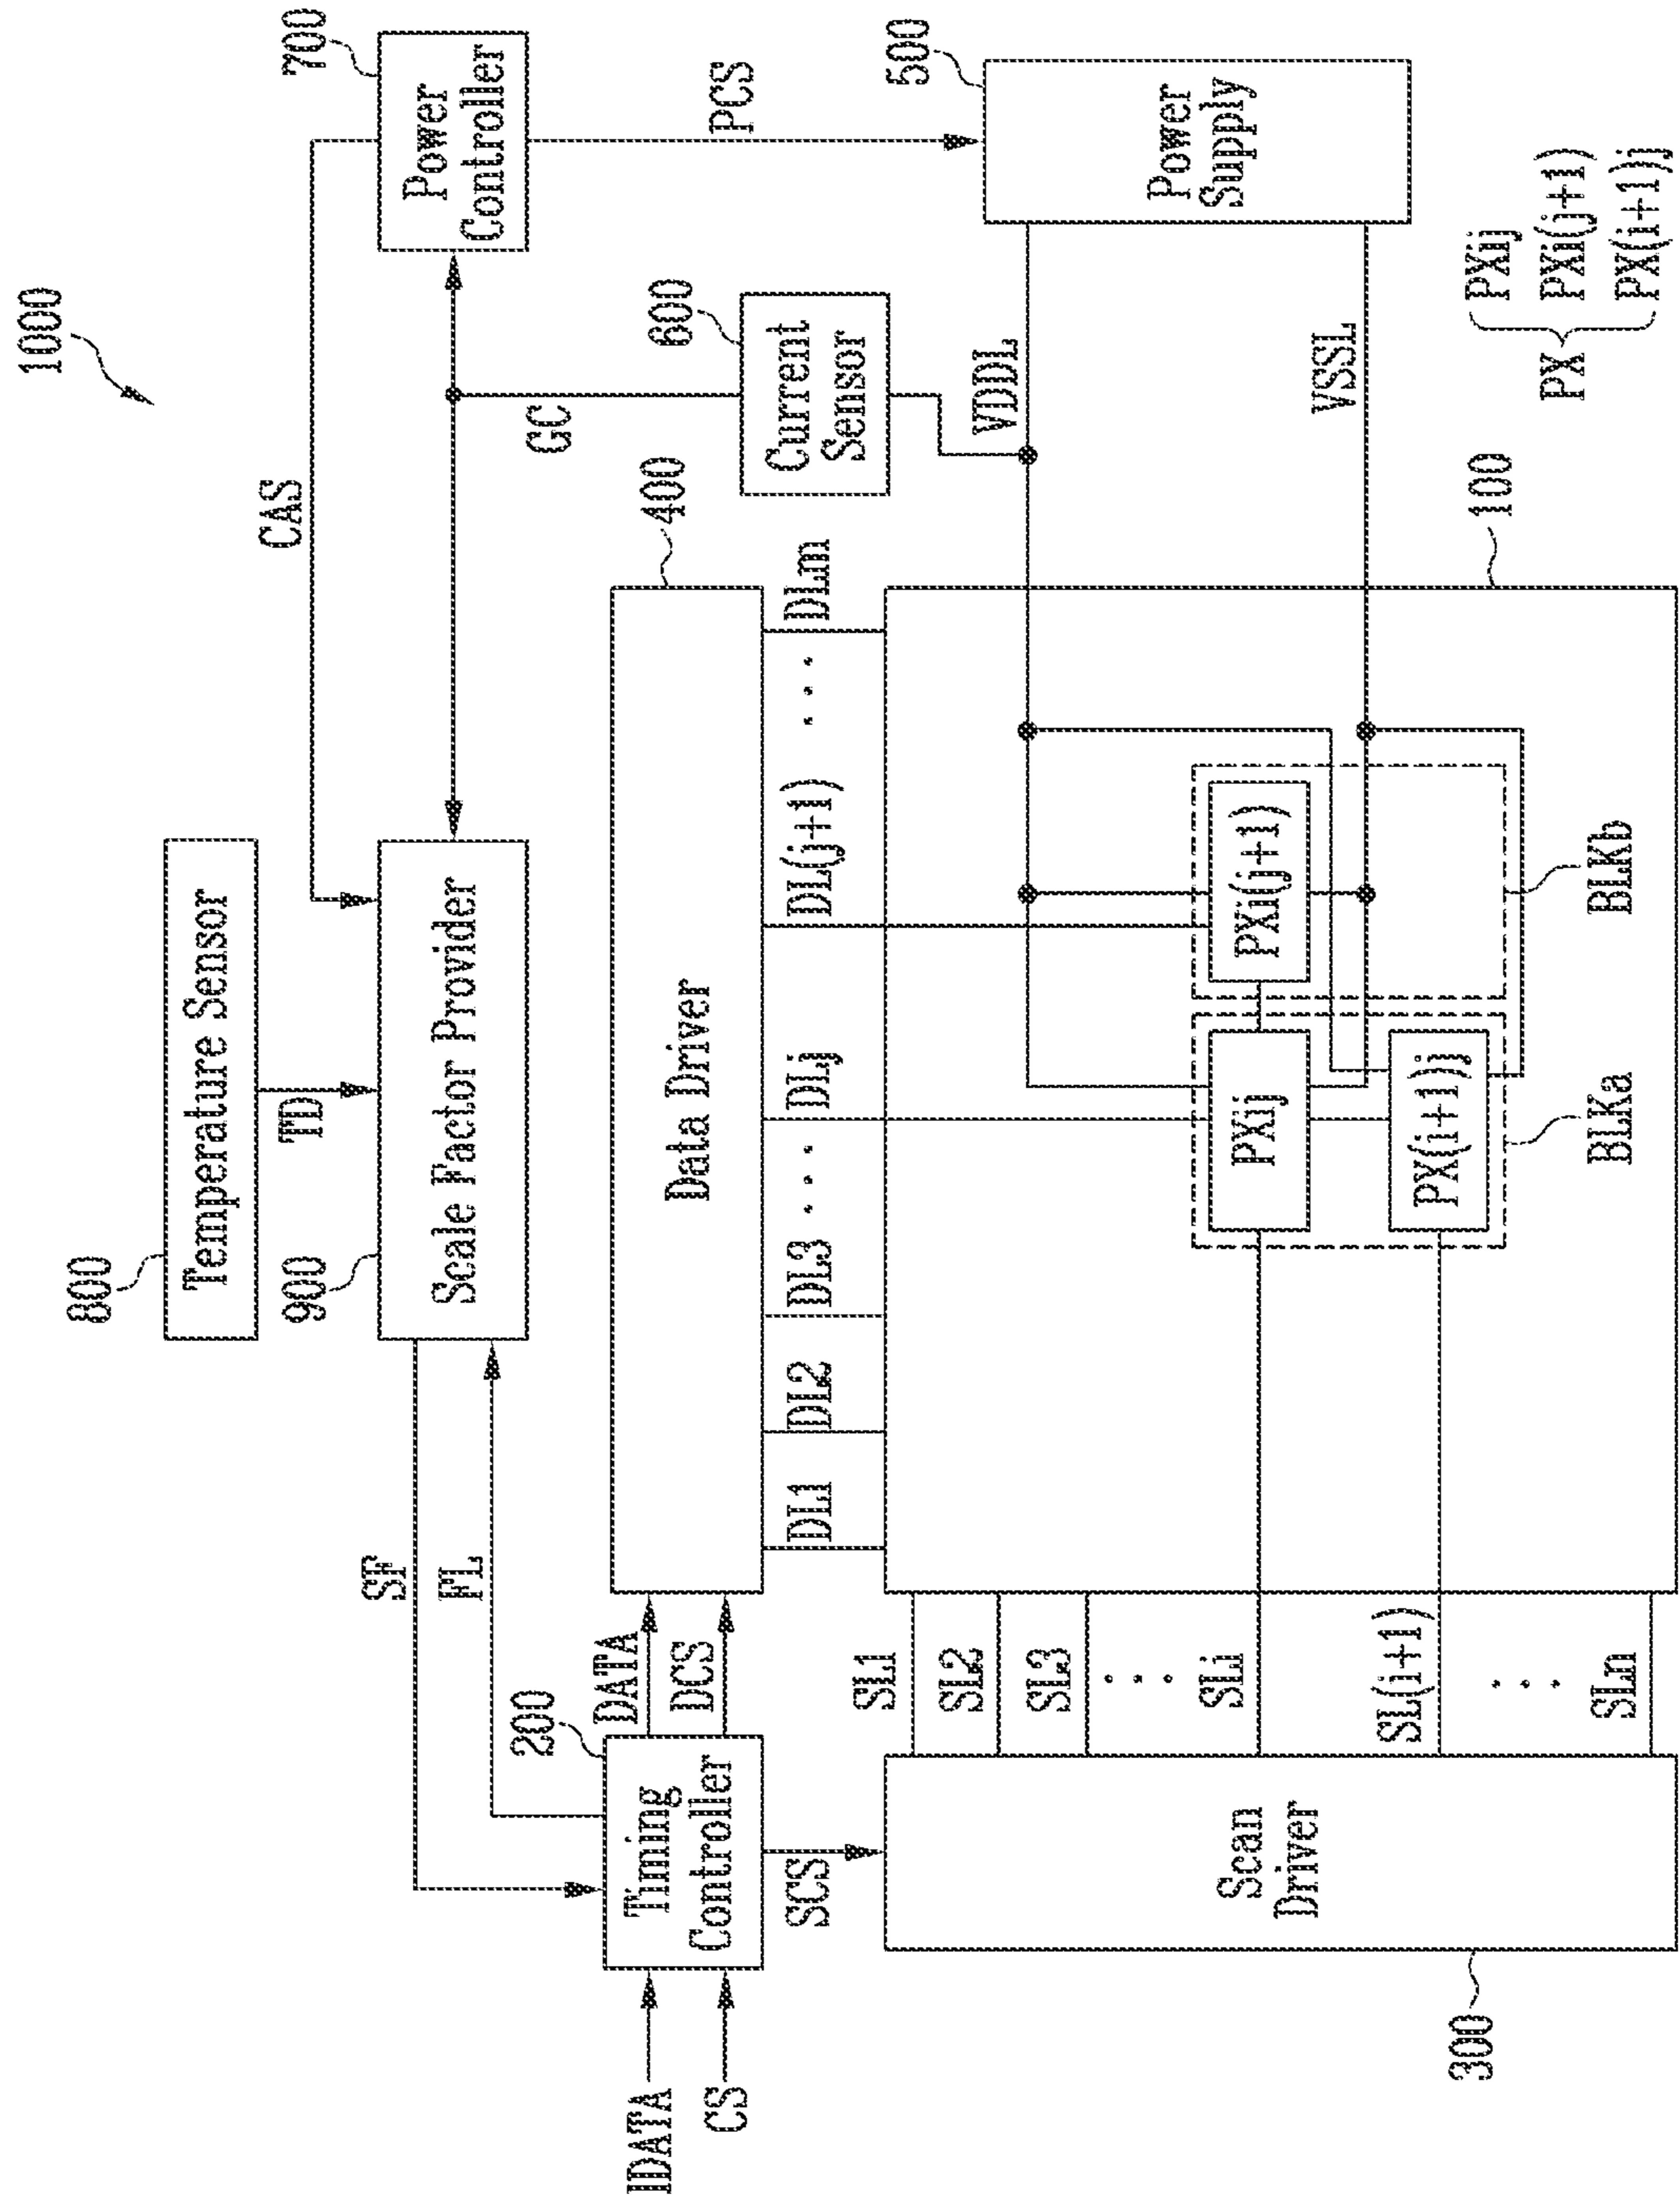 1000
800
Temperature Sensor
TD
CAS
700
Power
Controller
900
Scale Factor Provider
SF
FL
GC
PCS
200
Timing
Controller
IDATA
CS
DATA
DCS
SCS
400
Data Driver
600
Current
Sensor
500
Power
Supply
DL1
DL2
DL3
. . .
DLj
DL(j+1)
. . .
DLm
VDDL
VSSL
300
Scan
Driver
SL1
SL2
SL3
. . .
SLi
SL(i+1)
. . .
SLn
100
PXij
PXi(j+1)
PX(i+1)j
BLKa
BLKb
PX
PXij
PXi(j+1)
PX(i+1)j